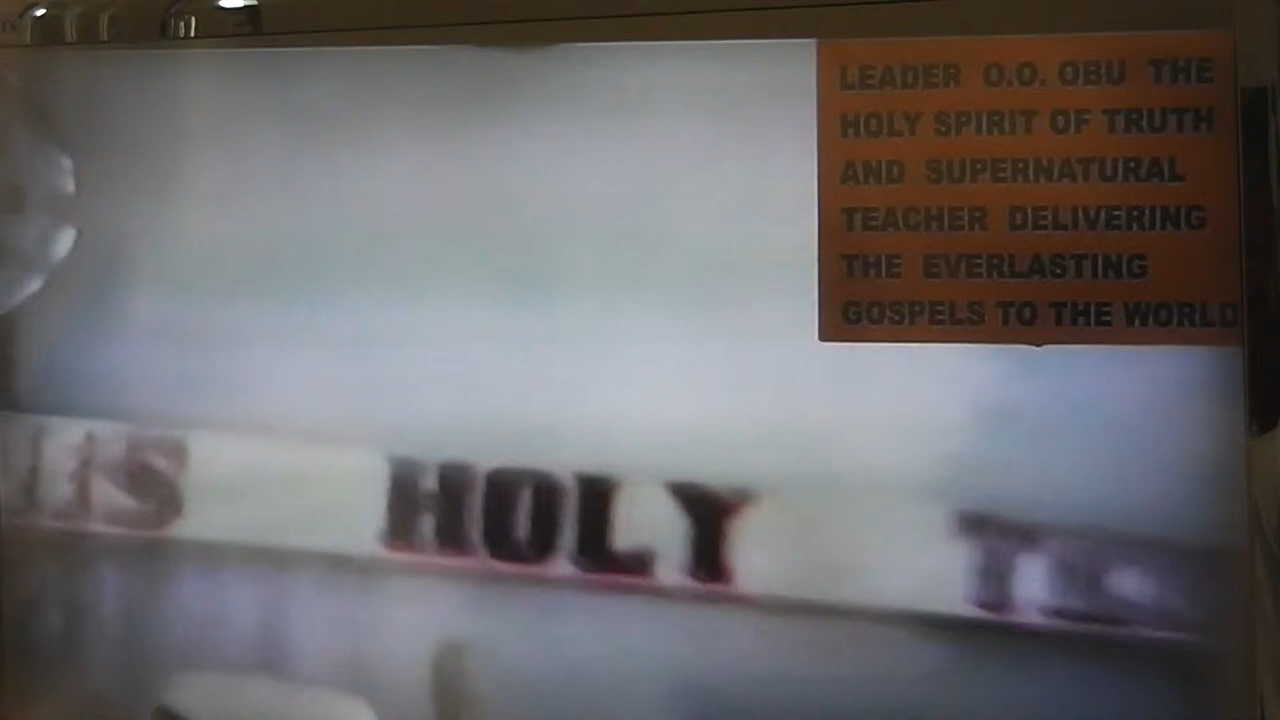 LEADER O.O. OBU THE
HOLY SPIRIT OF TRUTH
AND SUPERNATURAL
TEACHER DELIVERING
THE EVERLASTING
GOSPELS TO THE WORLD
IS HOLY